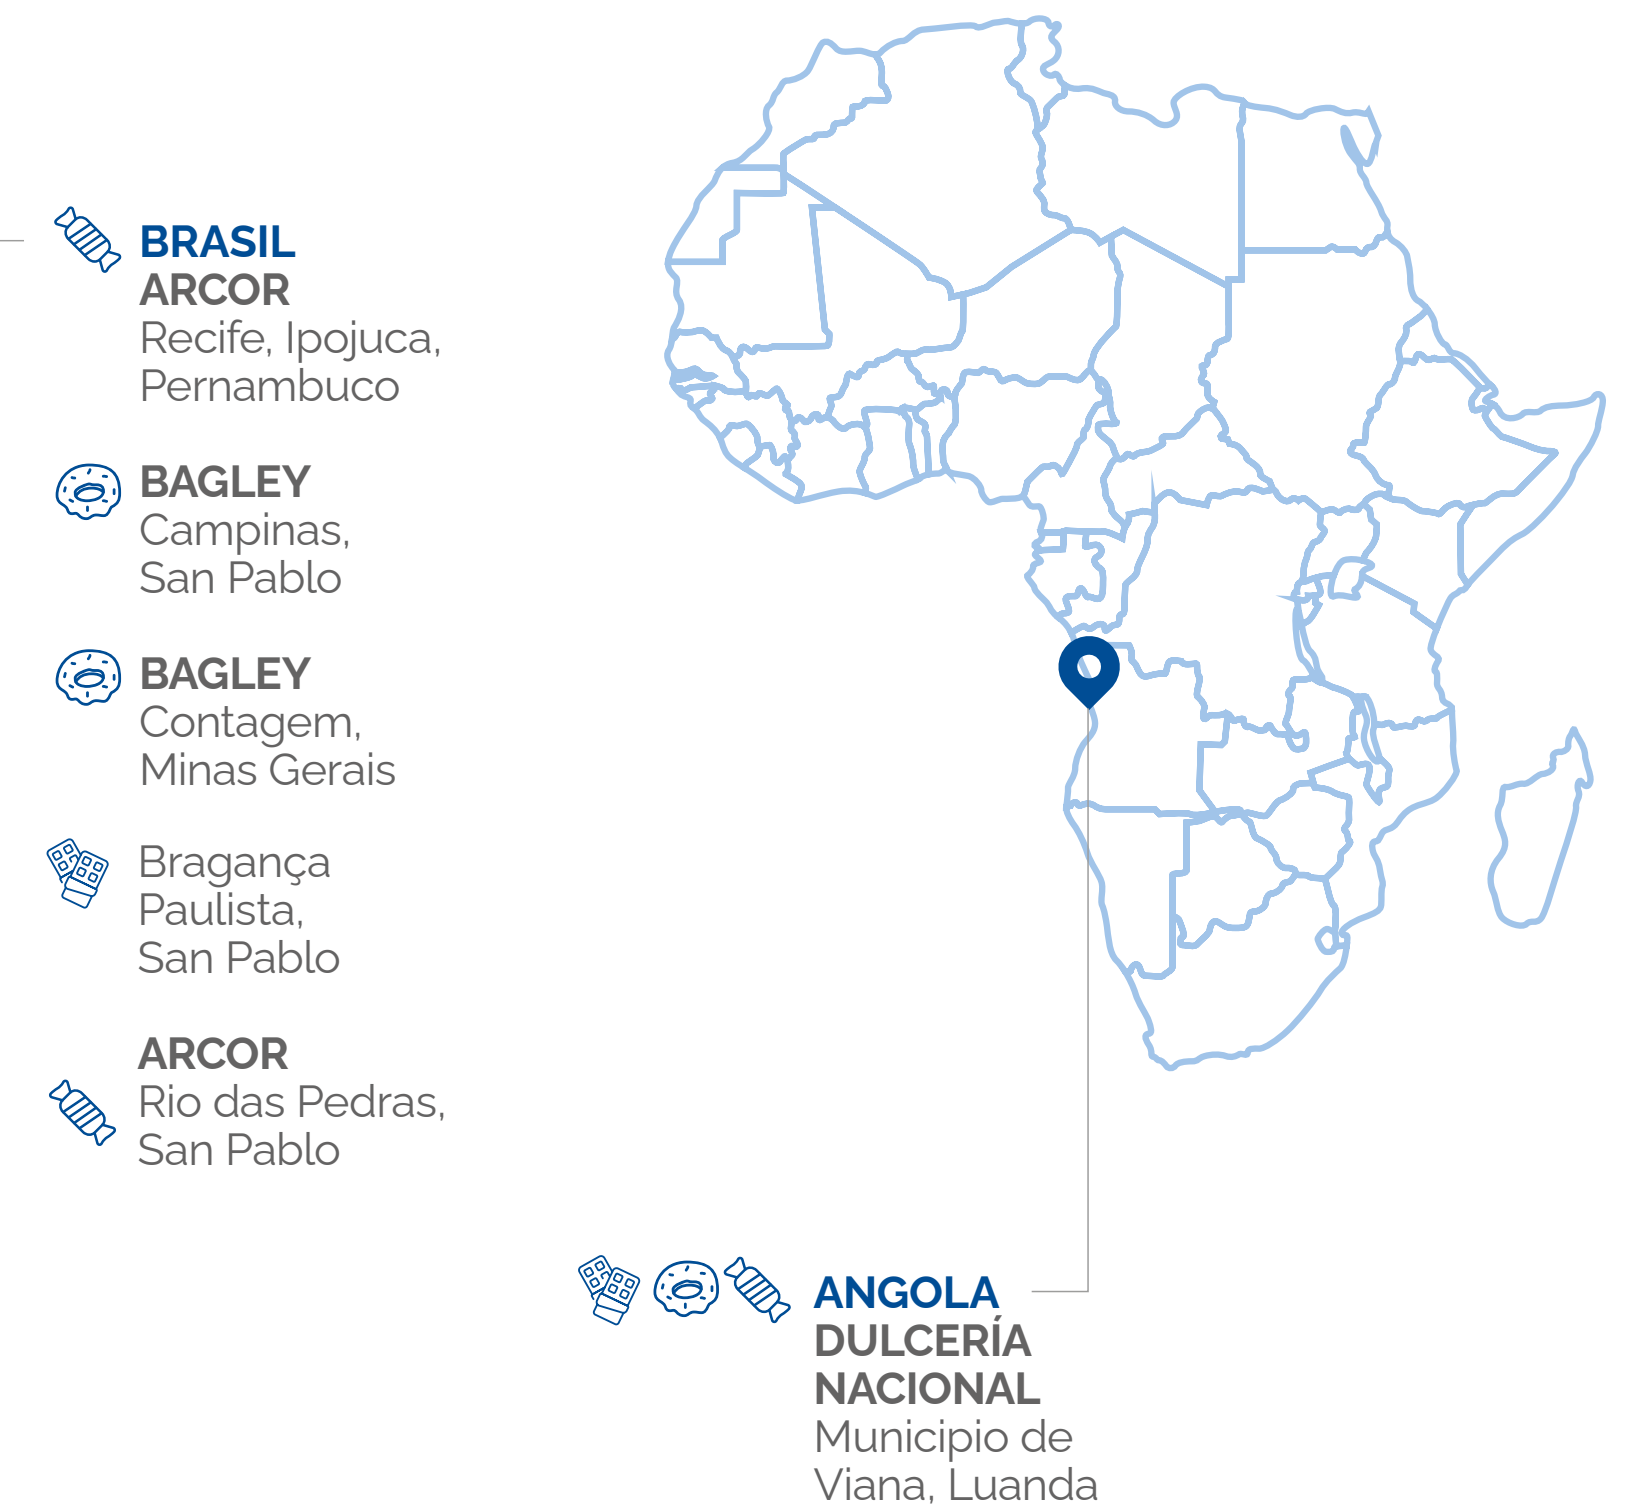 BRASIL
ARCOR
Recife, Ipojuca,
Pernambuco
BAGLEY
Campinas,
San Pablo
BAGLEY
Contagem,
Minas Gerais
Bragança
Paulista,
San Pablo
ARCOR
Rio das Pedras,
San Pablo
ANGOLA
DULCERÍA
NACIONAL
Municipio de
Viana, Luanda